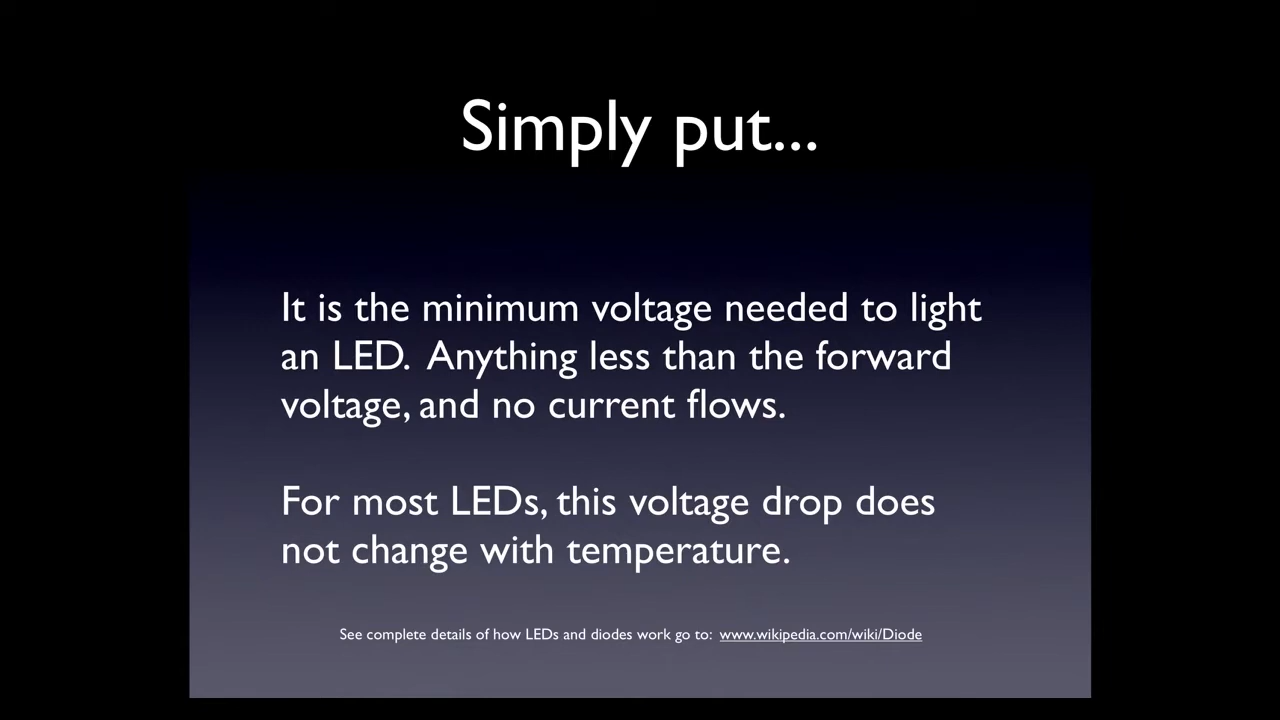 Simply put...
It is the minimum voltage needed to light
an LED.  Anything less than the forward
voltage, and no current flows.
For most LEDs, this voltage drop does
not change with temperature.
See complete details of how LEDs and diodes work go to:  www.wikipedia.com/wiki/Diode